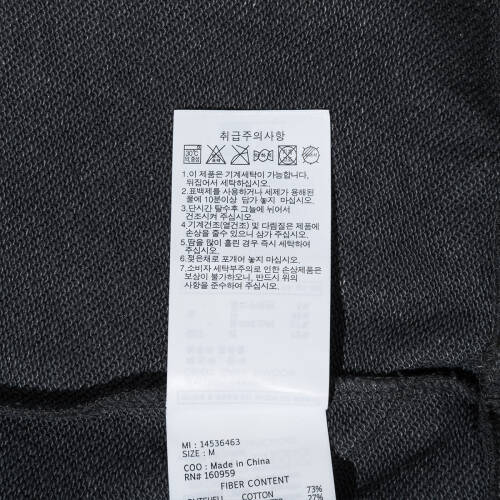 취급주의사항
30℃
약중성
1.이 제품은 기계세탁이 가능합니다.
뒤집어서 세탁하십시오.
2.표백제를 사용하거나 세제가 용해된
물에 10분이상 담가 놓지 마십시오.
3.단시간 탈수후 그늘에 뉘어서
건조시켜 주십시오.
4.기계건조(열건조) 및 다림질은 제품에
손상을 줄수 있으니 삼가 주십시오.
5.땀을 많이 흘린 경우 즉시 세탁하여
주십시오.
6.젖은채로 포개어 놓지 마십시오.
7.소비자 세탁부주의로 인한 손상제품은
보상이 불가하오니, 반드시 위의
사항을 준수하여 주십시오.
MI : 14536463
SIZE : M
COO : Made in China
RN# 160959
FIBER CONTENT
COTTON 73%
27%